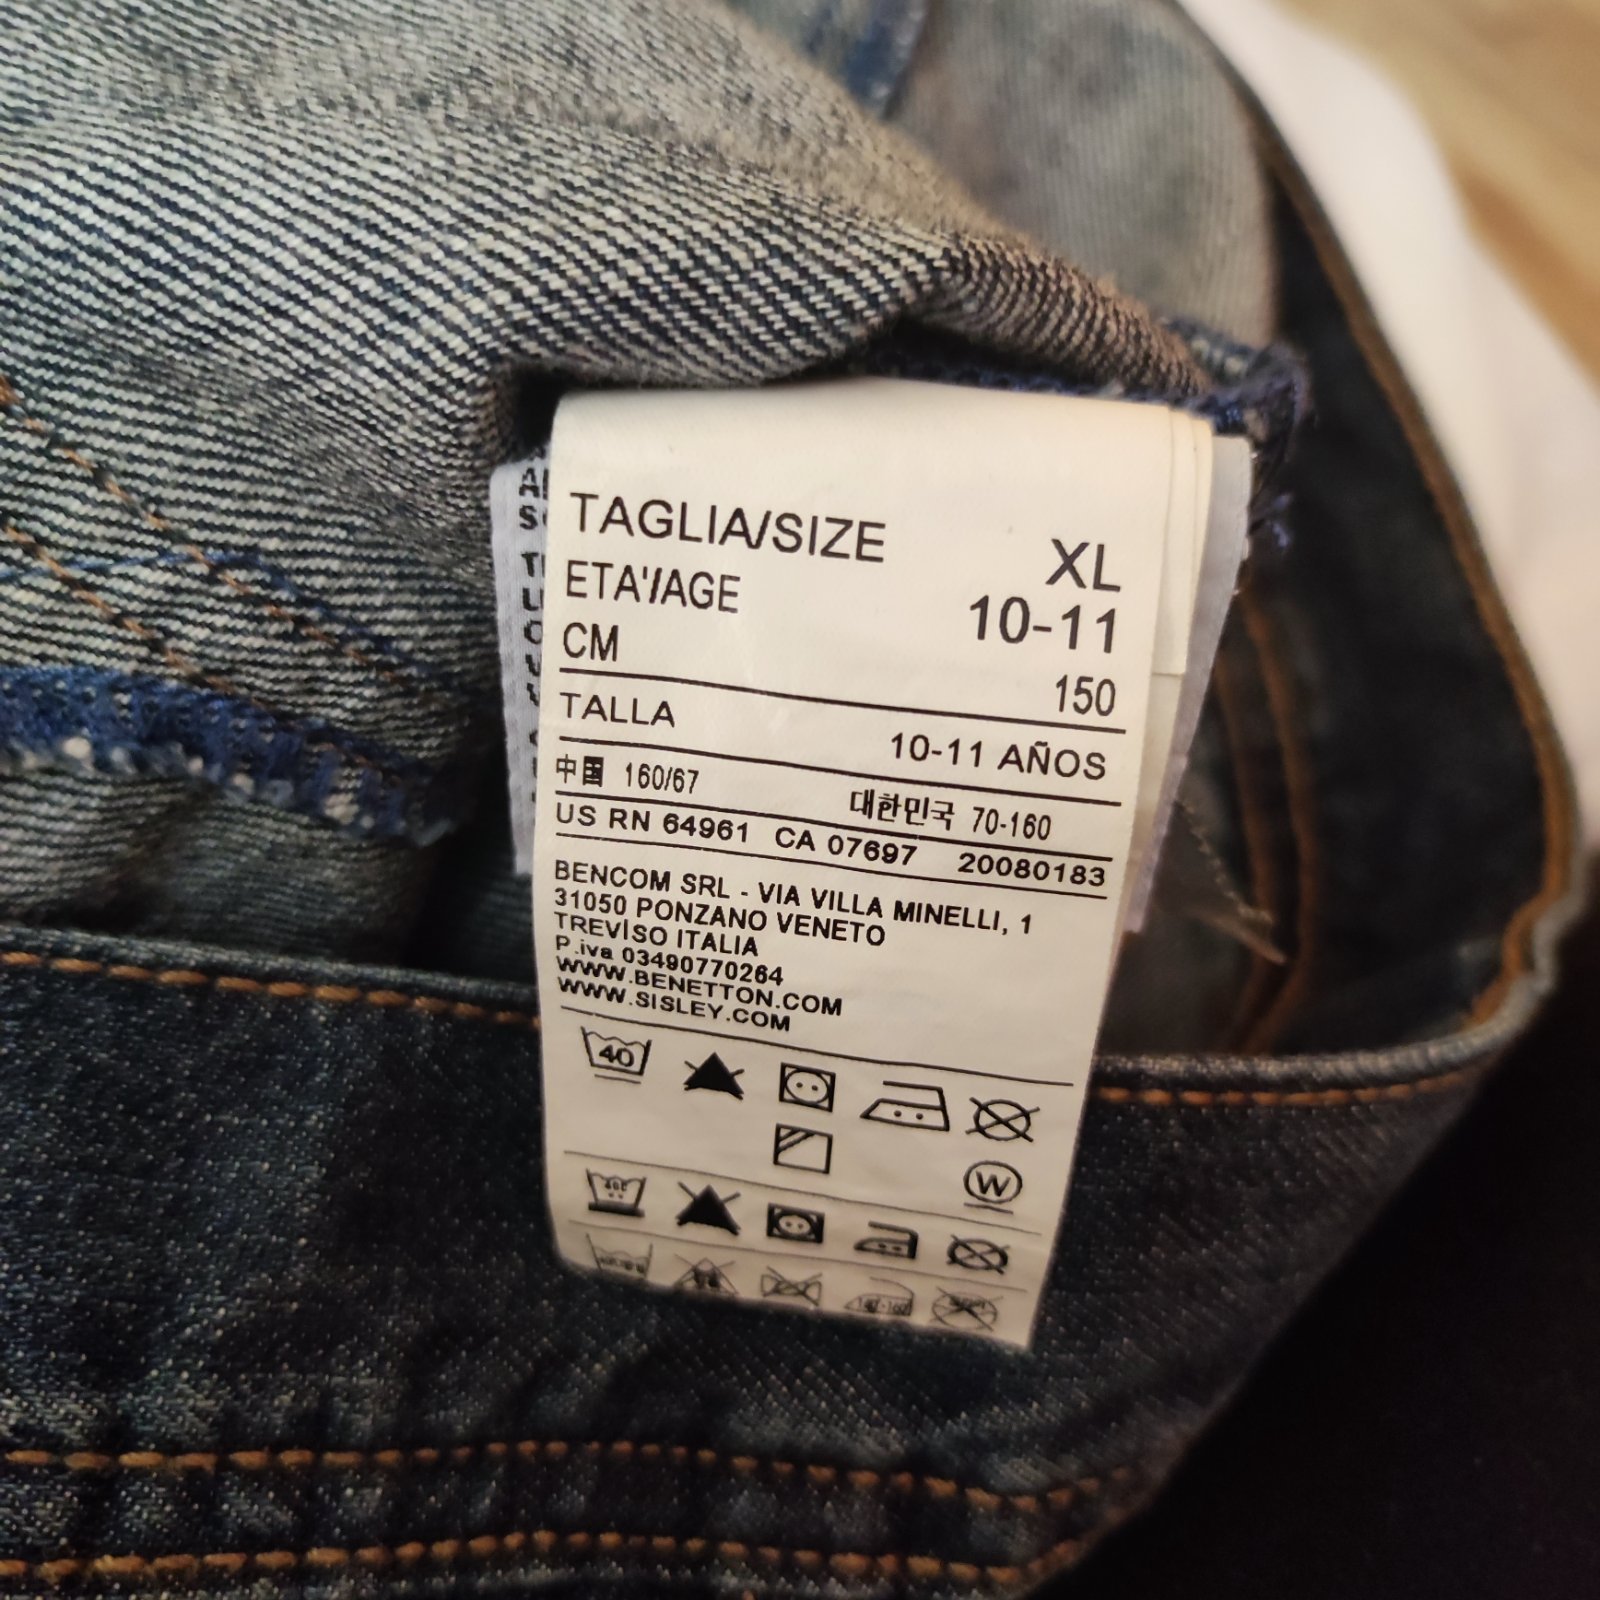 TAGLIA/SIZE XL
ETA'/AGE 10-11
CM 150
TALLA 10-11 AÑOS
中国 160/67 대한민국 70-160
US RN 64961 CA 07697 20080183
BENCOM SRL - VIA VILLA MINELLI, 1
31050 PONZANO VENETO
TREVISO ITALIA
P.iva 03490770264
WWW.BENETTON.COM
WWW.SISLEY.COM
40
W